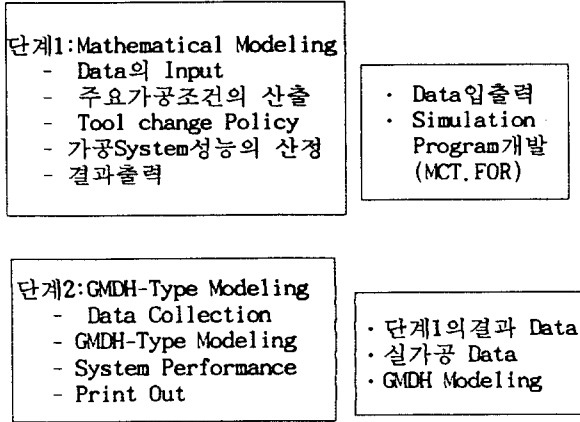 단계1:Mathematical Modeling
- Data의 Input
- 주요가공조건의 산출
- Tool change Policy
- 가공System성능의 산정
- 결과출력
· Data입출력
· Simulation
Program개발
(MCT.FOR)
단계2:GMDH-Type Modeling
- Data Collection
- GMDH-Type Modeling
- System Performance
- Print Out
· 단계1의결과 Data
· 실가공 Data
· GMDH Modeling